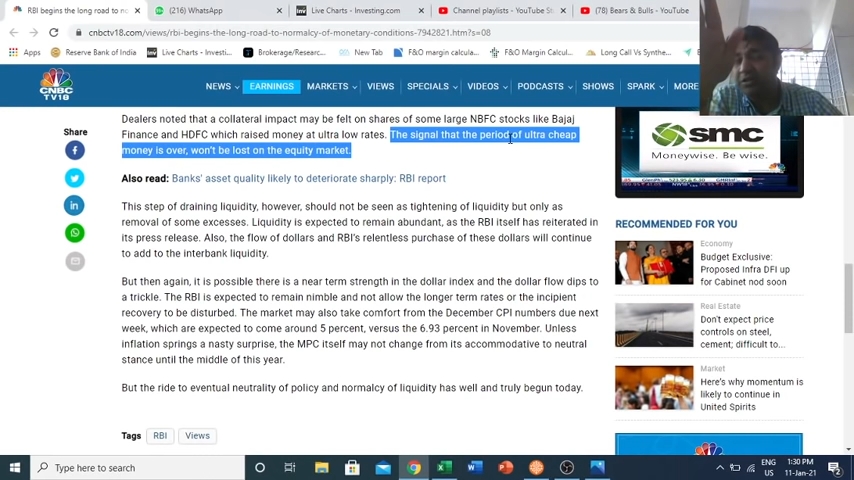 RBI begins the long road to no
(216) WhatsApp
Live Charts - Investing.com
Channel playlists - YouTube St
(78) Bears & Bulls - YouTube
cnbctv18.com/views/rbi-begins-the-long-road-to-normalcy-of-monetary-conditions-7942821.htm?s=08
Apps
Reserve Bank of India
Live Charts - Investi...
Brokerage/Researc...
New Tab
F&O margin calcula...
F&O Margin Calcul...
Long Call Vs Synthe...
CNBC
TV18
NEWS
EARNINGS
MARKETS
VIEWS
SPECIALS
VIDEOS
PODCASTS
SHOWS
SPARK
MORE
Share
Dealers noted that a collateral impact may be felt on shares of some large NBFC stocks like Bajaj
Finance and HDFC which raised money at ultra low rates. The signal that the period of ultra cheap
money is over, won't be lost on the equity market.
Also read: Banks' asset quality likely to deteriorate sharply: RBI report
This step of draining liquidity, however, should not be seen as tightening of liquidity but only as
removal of some excesses. Liquidity is expected to remain abundant, as the RBI itself has reiterated in
its press release. Also, the flow of dollars and RBI's relentless purchase of these dollars will continue
to add to the interbank liquidity.
But then again, it is possible there is a near term strength in the dollar index and the dollar flow dips to
a trickle. The RBI is expected to remain nimble and not allow the longer term rates or the incipient
recovery to be disturbed. The market may also take comfort from the December CPI numbers due next
week, which are expected to come around 5 percent, versus the 6.93 percent in November. Unless
inflation springs a nasty surprise, the MPC itself may not change from its accommodative to neutral
stance until the middle of this year.
But the ride to eventual neutrality of policy and normalcy of liquidity has well and truly begun today.
Tags
RBI
Views
smc
Moneywise. Be wise.
RECOMMENDED FOR YOU
Economy
Budget Exclusive:
Proposed Infra DFI up
for Cabinet nod soon
Real Estate
Don't expect price
controls on steel,
cement; difficult to...
Market
Here's why momentum is
likely to continue in
United Spirits
Type here to search
ENG
US
1:30 PM
11-Jan-21
2